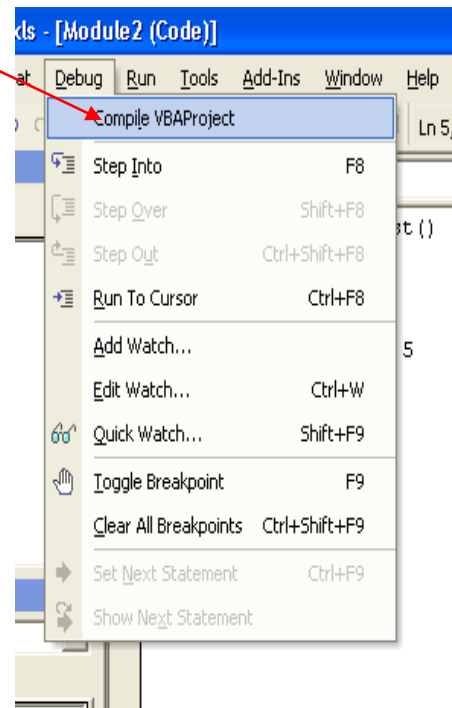 xls - [Module2 (Code)]
at Debug Run Tools Add-Ins Window Help
Compile VBAProject
Ln 5,
Step Into F8
Step Over Shift+F8
st ()
Step Out Ctrl+Shift+F8
Run To Cursor Ctrl+F8
Add Watch...
5
Edit Watch... Ctrl+W
Quick Watch... Shift+F9
Toggle Breakpoint F9
Clear All Breakpoints Ctrl+Shift+F9
Set Next Statement Ctrl+F9
Show Next Statement